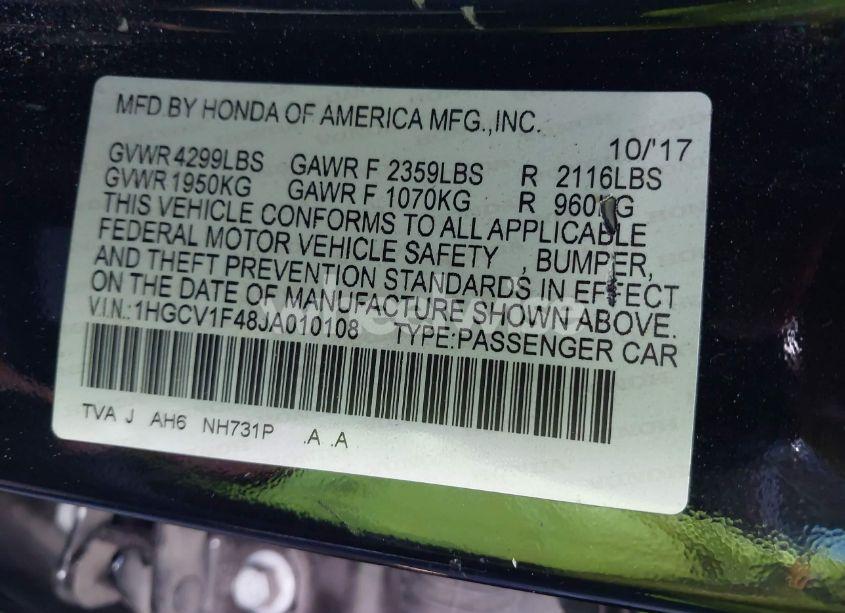 MFD.BY HONDA OF AMERICA MFG.,INC.
10/'17
GVWR 4299LBS GAWR F 2359LBS R 2116LBS
GVWR 1950KG GAWR F 1070KG R 960KG
THIS VEHICLE CONFORMS TO ALL APPLICABLE
FEDERAL MOTOR VEHICLE SAFETY , BUMPER,
AND THEFT PREVENTION STANDARDS IN EFFECT
ON THE DATE OF MANUFACTURE SHOWN ABOVE.
V.I.N.:1HGCV1F48JA010108 TYPE:PASSENGER CAR
TVA J AH6 NH731P .A .A